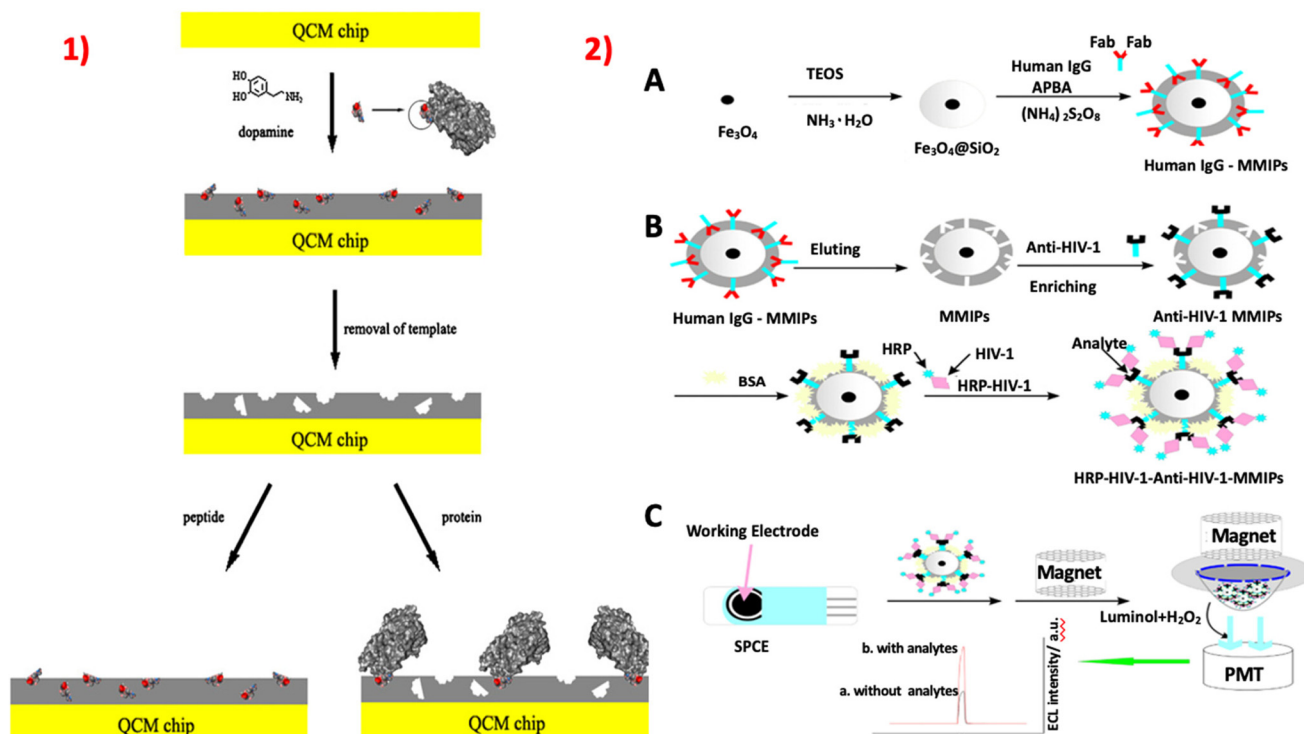 1)
QCM chip
HO
HO
NH₂
dopamine
QCM chip
removal of template
QCM chip
peptide
protein
QCM chip
QCM chip
2)
A
Fe₃O₄
TEOS
NH₃・H₂O
Fe₃O₄@SiO₂
Fab Fab
Human IgG
APBA
(NH₄) ₂S₂O₈
Human IgG - MMIPs
B
Human IgG - MMIPs
Eluting
MMIPs
Anti-HIV-1
Enriching
Anti-HIV-1 MMIPs
BSA
HRP
HIV-1
HRP-HIV-1
Analyte
HRP-HIV-1-Anti-HIV-1-MMIPs
C
Working Electrode
SPCE
Magnet
Magnet
Luminol+H₂O₂
PMT
b. with analytes
a. without analytes
ECL intensity/ a.u.